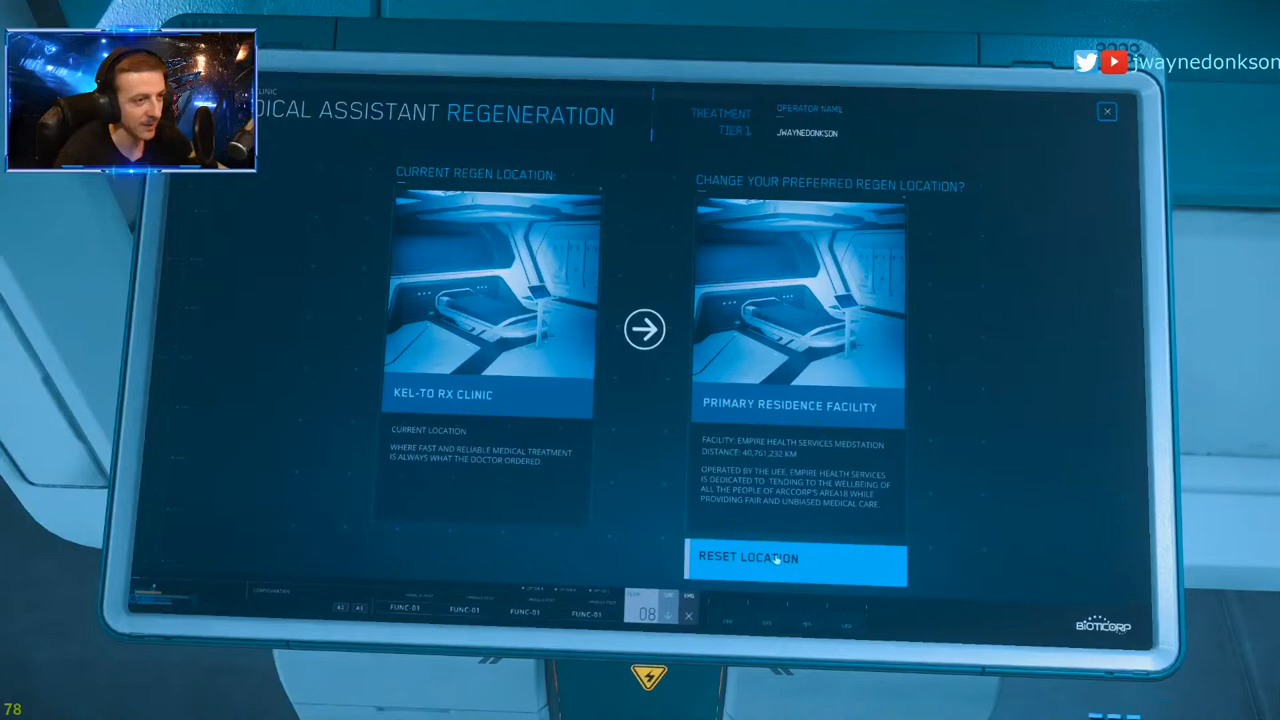 jwaynedonkson
CLINIC
DICAL ASSISTANT REGENERATION
TREATMENT
TIER 1
OPERATOR NAME
JWAYNEDONKSON
CURRENT REGEN LOCATION:
CHANGE YOUR PREFERRED REGEN LOCATION?
KEL-TO RX CLINIC
CURRENT LOCATION
WHERE FAST AND RELIABLE MEDICAL TREATMENT
IS ALWAYS WHAT THE DOCTOR ORDERED.
PRIMARY RESIDENCE FACILITY
FACILITY: EMPIRE HEALTH SERVICES MEDSTATION
DISTANCE: 40,761,232 KM
OPERATED BY THE UEE, EMPIRE HEALTH SERVICES
IS DEDICATED TO TENDING TO THE WELLBEING OF
ALL THE PEOPLE OF ARCCORP'S AREA18 WHILE
PROVIDING FAIR AND UNBIASED MEDICAL CARE.
RESET LOCATION
FUNC-01 FUNC-01 FUNC-01 FUNC-01 08
BIOTICORP
78